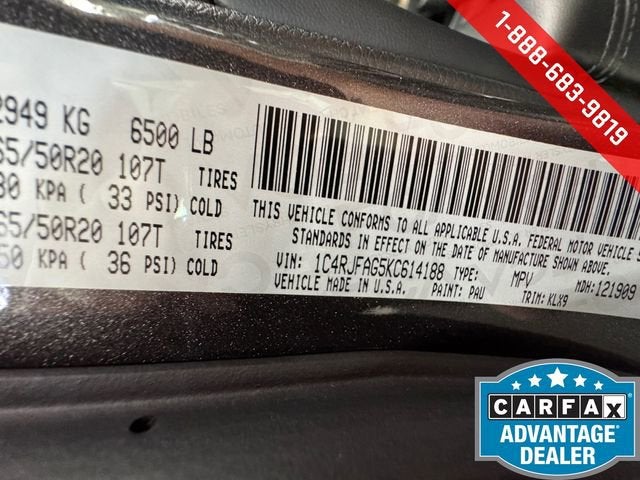 1-888-683-9819
2949 KG 6500 LB
65/50R20 107T TIRES
30 KPA ( 33 PSI) COLD
65/50R20 107T TIRES
50 KPA ( 36 PSI) COLD
THIS VEHICLE CONFORMS TO ALL APPLICABLE U.S.A. FEDERAL MOTOR VEHICLE S
STANDARDS IN EFFECT ON THE DATE OF MANUFACTURE SHOWN ABOVE.
VIN: 1C4RJFAG5KC614188 TYPE: MPV MDH:121909
VEHICLE MADE IN U.S.A. PAINT: PAU TRIM: KLX9
CARFAX
ADVANTAGE®
DEALER